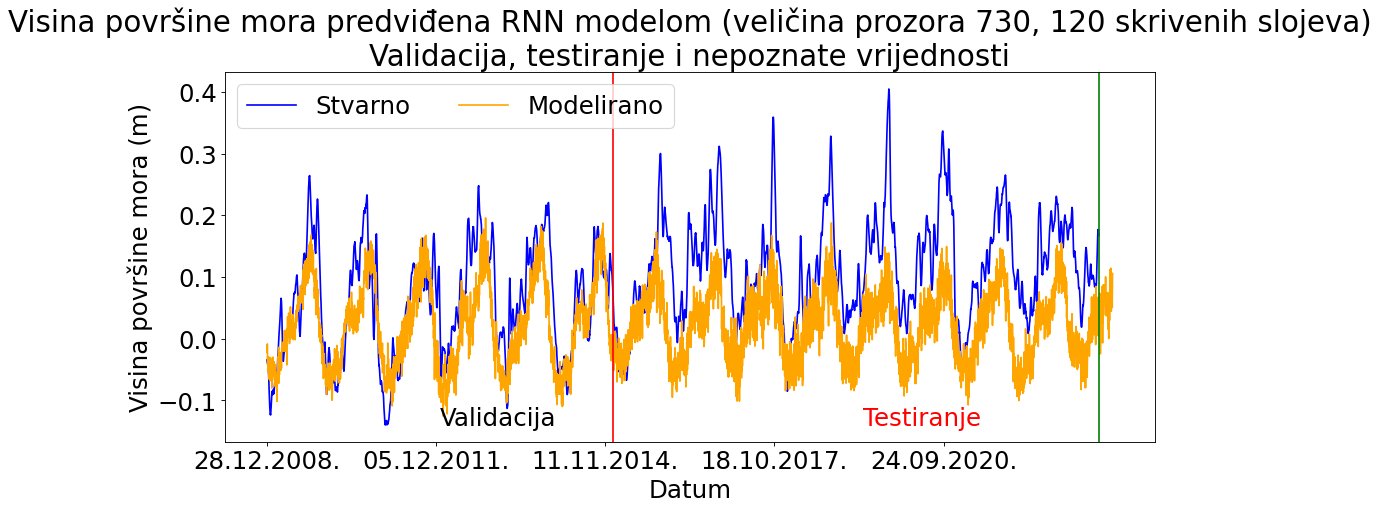 Visina površine mora predviđena RNN modelom (veličina prozora 730, 120 skrivenih slojeva)
Validacija, testiranje i nepoznate vrijednosti
Stvarno
Modelirano
Visina površine mora (m)
0.4
0.3
0.2
0.1
0.0
−0.1
Validacija
Testiranje
28.12.2008.
05.12.2011.
11.11.2014.
18.10.2017.
24.09.2020.
Datum